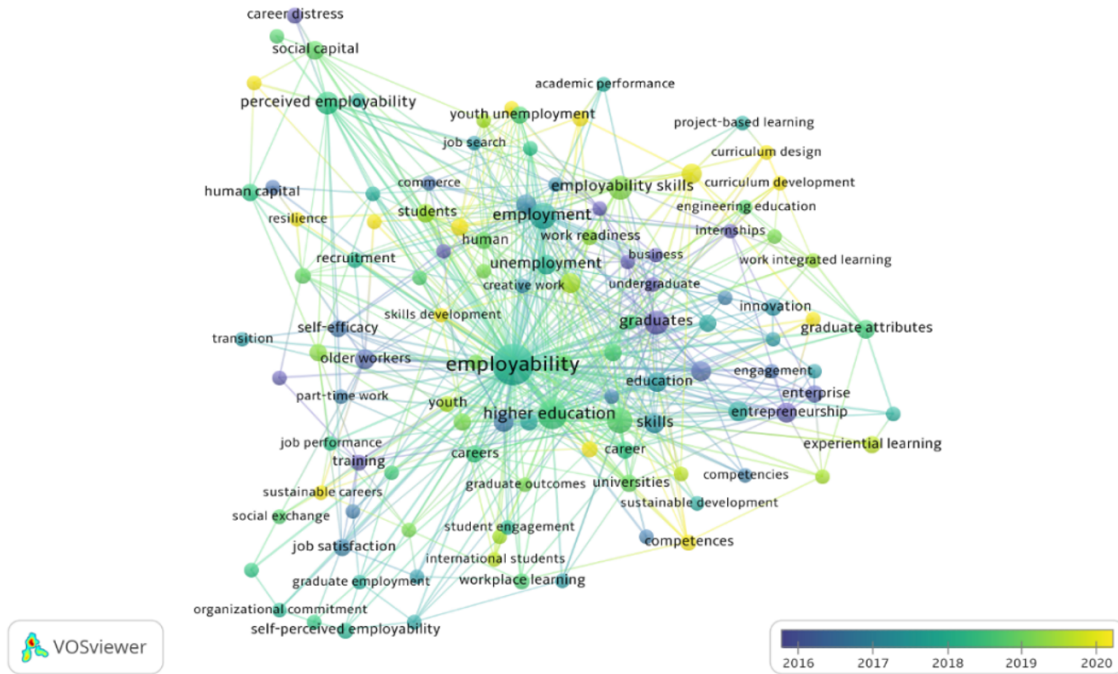 career distress
social capital
academic performance
perceived employability
youth unemployment
project-based learning
job search
curriculum design
commerce
employability skills
curriculum development
human capital
engineering education
resilience
students
employment
internships
human
work readiness
recruitment
unemployment
business
work integrated learning
creative work
undergraduate
innovation
skills development
graduates
graduate attributes
self-efficacy
transition
older workers
employability
education
engagement
part-time work
enterprise
youth
higher education
skills
entrepreneurship
job performance
careers
career
experiential learning
training
graduate outcomes
universities
competencies
sustainable careers
sustainable development
social exchange
student engagement
job satisfaction
competences
international students
graduate employment
workplace learning
organizational commitment
self-perceived employability
VOSviewer
2016 2017 2018 2019 2020